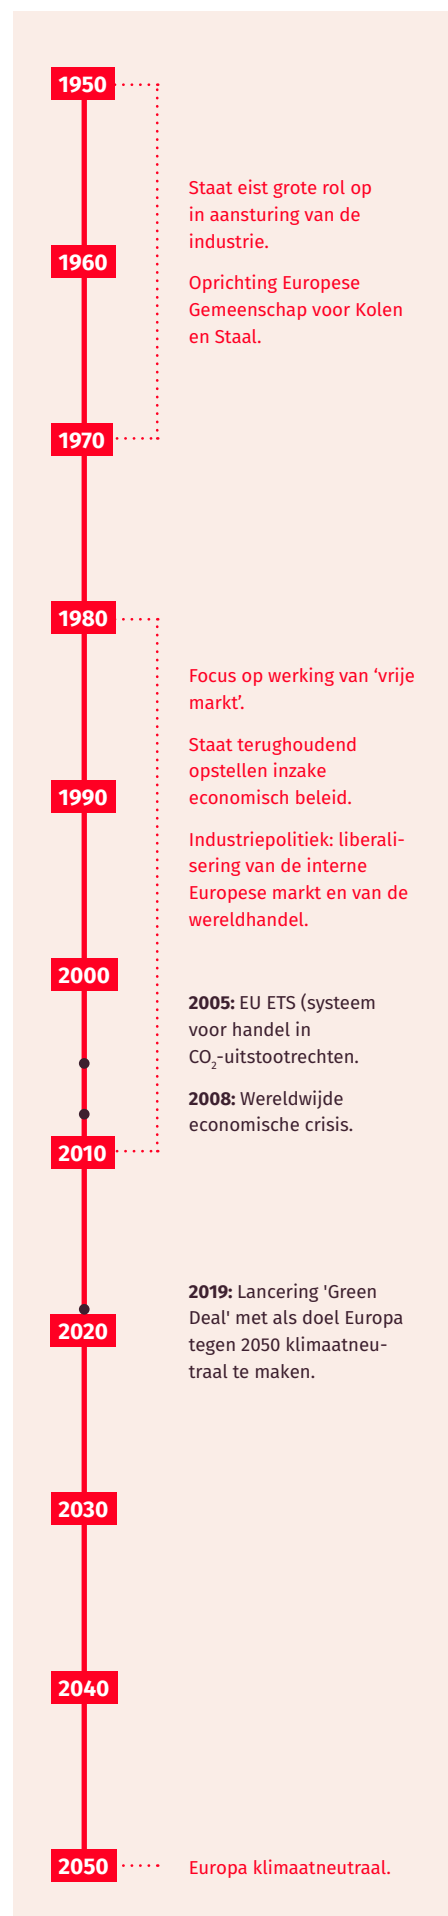 1950
Staat eist grote rol op
in aansturing van de
industrie.
1960
Oprichting Europese
Gemeenschap voor Kolen
en Staal.
1970
1980
Focus op werking van ‘vrije
markt’.
Staat terughoudend
opstellen inzake
1990
economisch beleid.
Industriepolitiek: liberali-
sering van de interne
Europese markt en van de
wereldhandel.
2000
2005: EU ETS (systeem
voor handel in
CO₂-uitstootrechten.
2008: Wereldwijde
economische crisis.
2010
2019: Lancering 'Green
Deal' met als doel Europa
2020
tegen 2050 klimaatneu-
traal te maken.
2030
2040
2050
Europa klimaatneutraal.